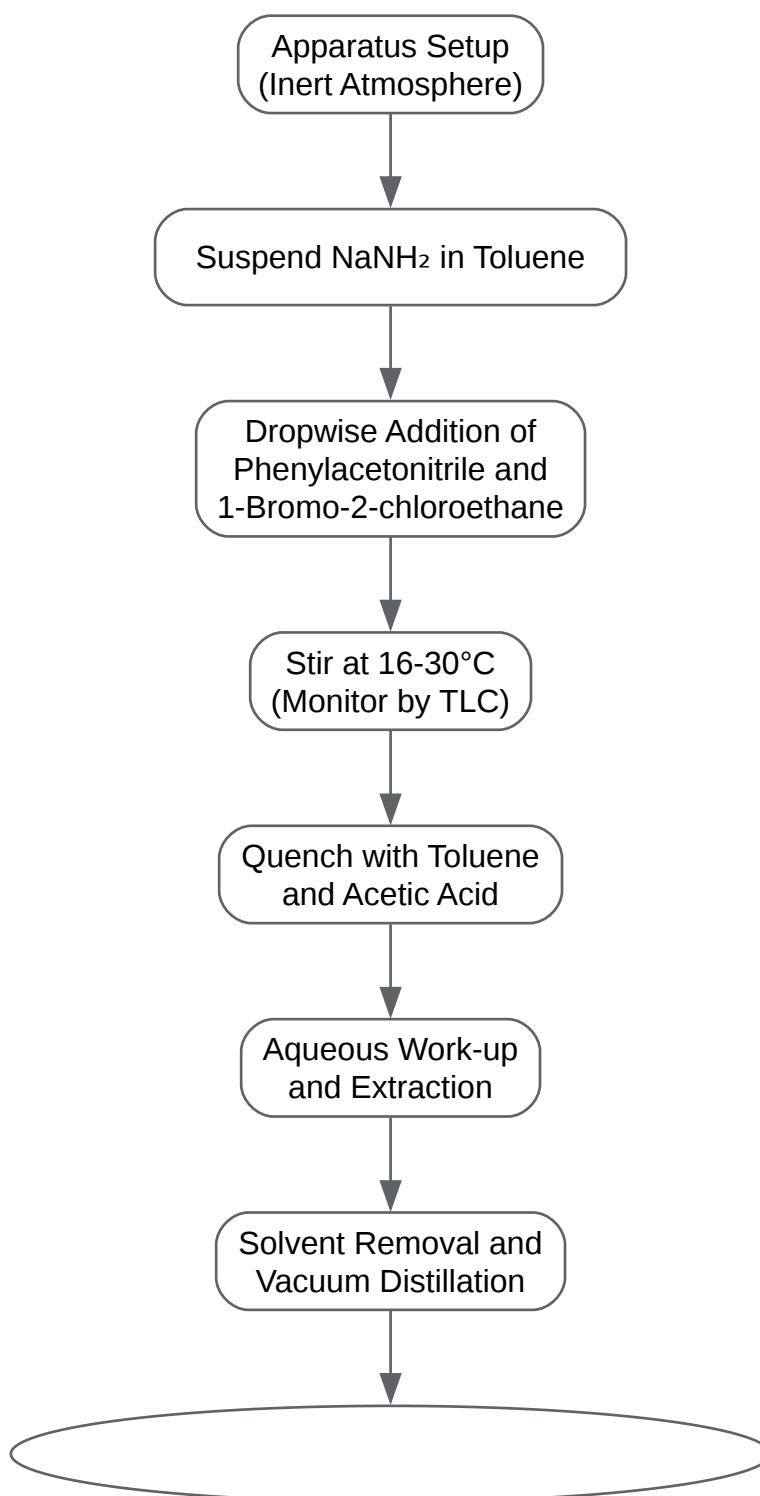 Apparatus Setup
(Inert Atmosphere)
Suspend NaNH₂ in Toluene
Dropwise Addition of
Phenylacetonitrile and
1-Bromo-2-chloroethane
Stir at 16-30°C
(Monitor by TLC)
Quench with Toluene
and Acetic Acid
Aqueous Work-up
and Extraction
Solvent Removal and
Vacuum Distillation